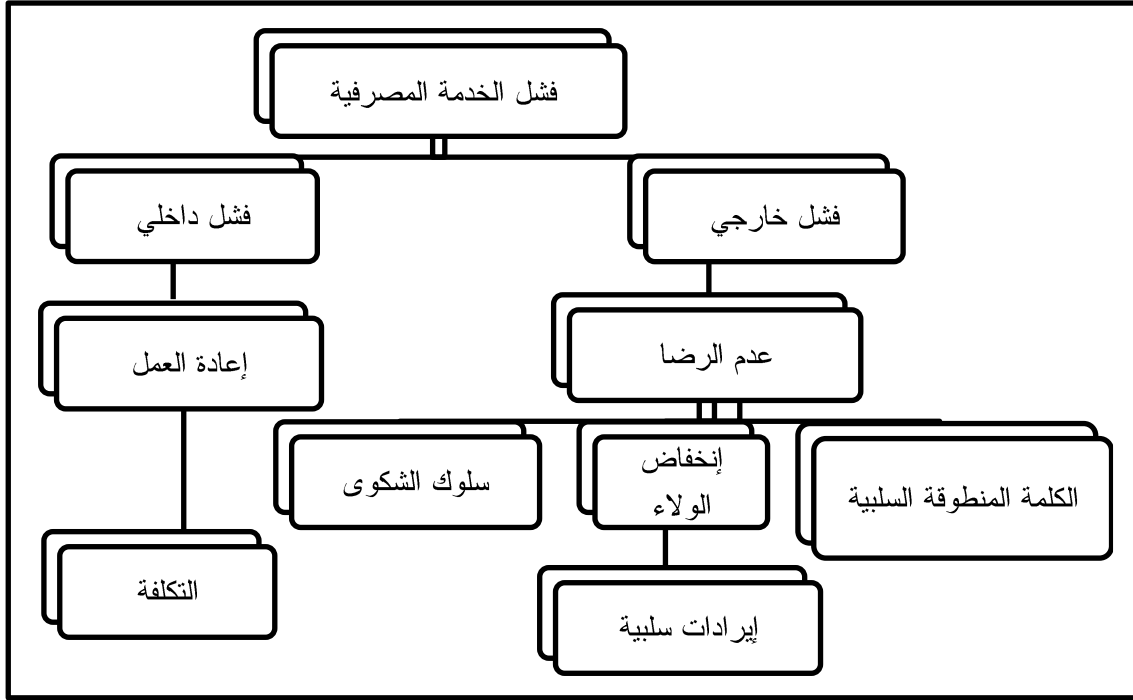 فشل الخدمة المصرفية
فشل خارجي
فشل داخلي
عدم الرضا
إعادة العمل
الكلمة المنطوقة السلبية
إنخفاض
الولاء
سلوك الشكوى
إيرادات سلبية
التكلفة